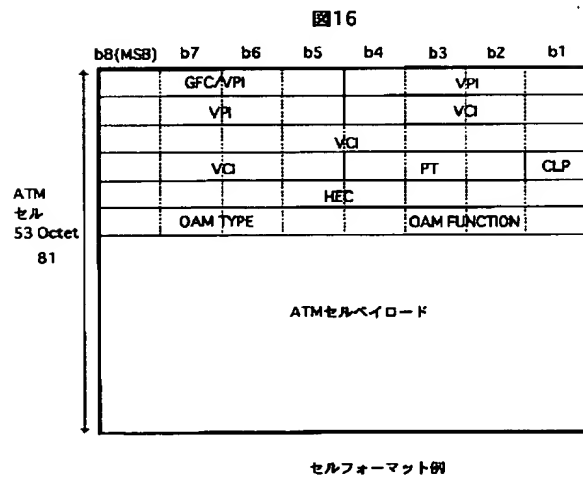 図16
b8(MSB) b7 b6 b5 b4 b3 b2 b1
GFC/VPI VPI
VPI VCI
VCI
VCI PT CLP
HEC
OAM TYPE OAM FUNCTION
ATM
セル
53 Octet
81
ATMセルペイロード
セルフォーマット例